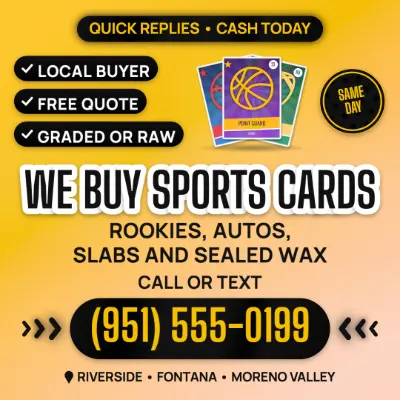 QUICK REPLIES • CASH TODAY
LOCAL BUYER
FREE QUOTE
GRADED OR RAW
POINT GUARD
SAME
DAY
WE BUY SPORTS CARDS
ROOKIES, AUTOS,
SLABS AND SEALED WAX
CALL OR TEXT
(951) 555-0199
RIVERSIDE • FONTANA • MORENO VALLEY